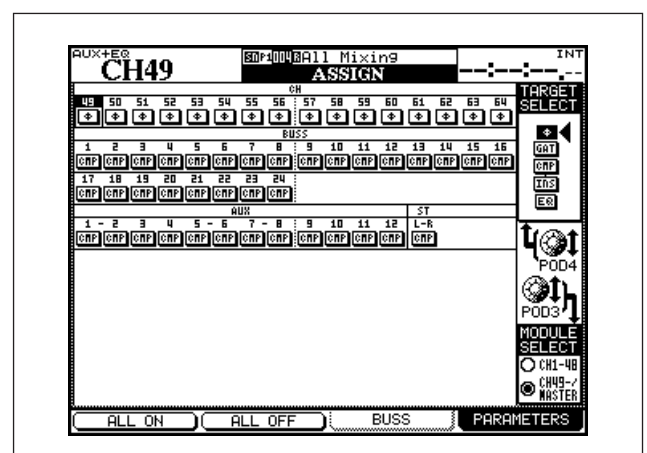 AUX+EQ
CH49
SNP1 004 All Mixing
ASSIGN
INT
--:--:--.--
CH
49 50 51 52 53 54 55 56 57 58 59 60 61 62 63 64
Φ Φ Φ Φ Φ Φ Φ Φ Φ Φ Φ Φ Φ Φ Φ Φ
BUSS
1 2 3 4 5 6 7 8 9 10 11 12 13 14 15 16
CMP CMP CMP CMP CMP CMP CMP CMP CMP CMP CMP CMP CMP CMP CMP CMP
17 18 19 20 21 22 23 24
CMP CMP CMP CMP CMP CMP CMP CMP
AUX ST
1 - 2 3 4 5 - 6 7 - 8 9 10 11 12 L-R
CMP CMP CMP CMP CMP CMP CMP CMP CMP CMP CMP CMP CMP
TARGET
SELECT
Φ
GAT
CMP
INS
EQ
POD4
POD3
MODULE
SELECT
CH1-48
CH49-/
MASTER
ALL ON ALL OFF BUSS PARAMETERS